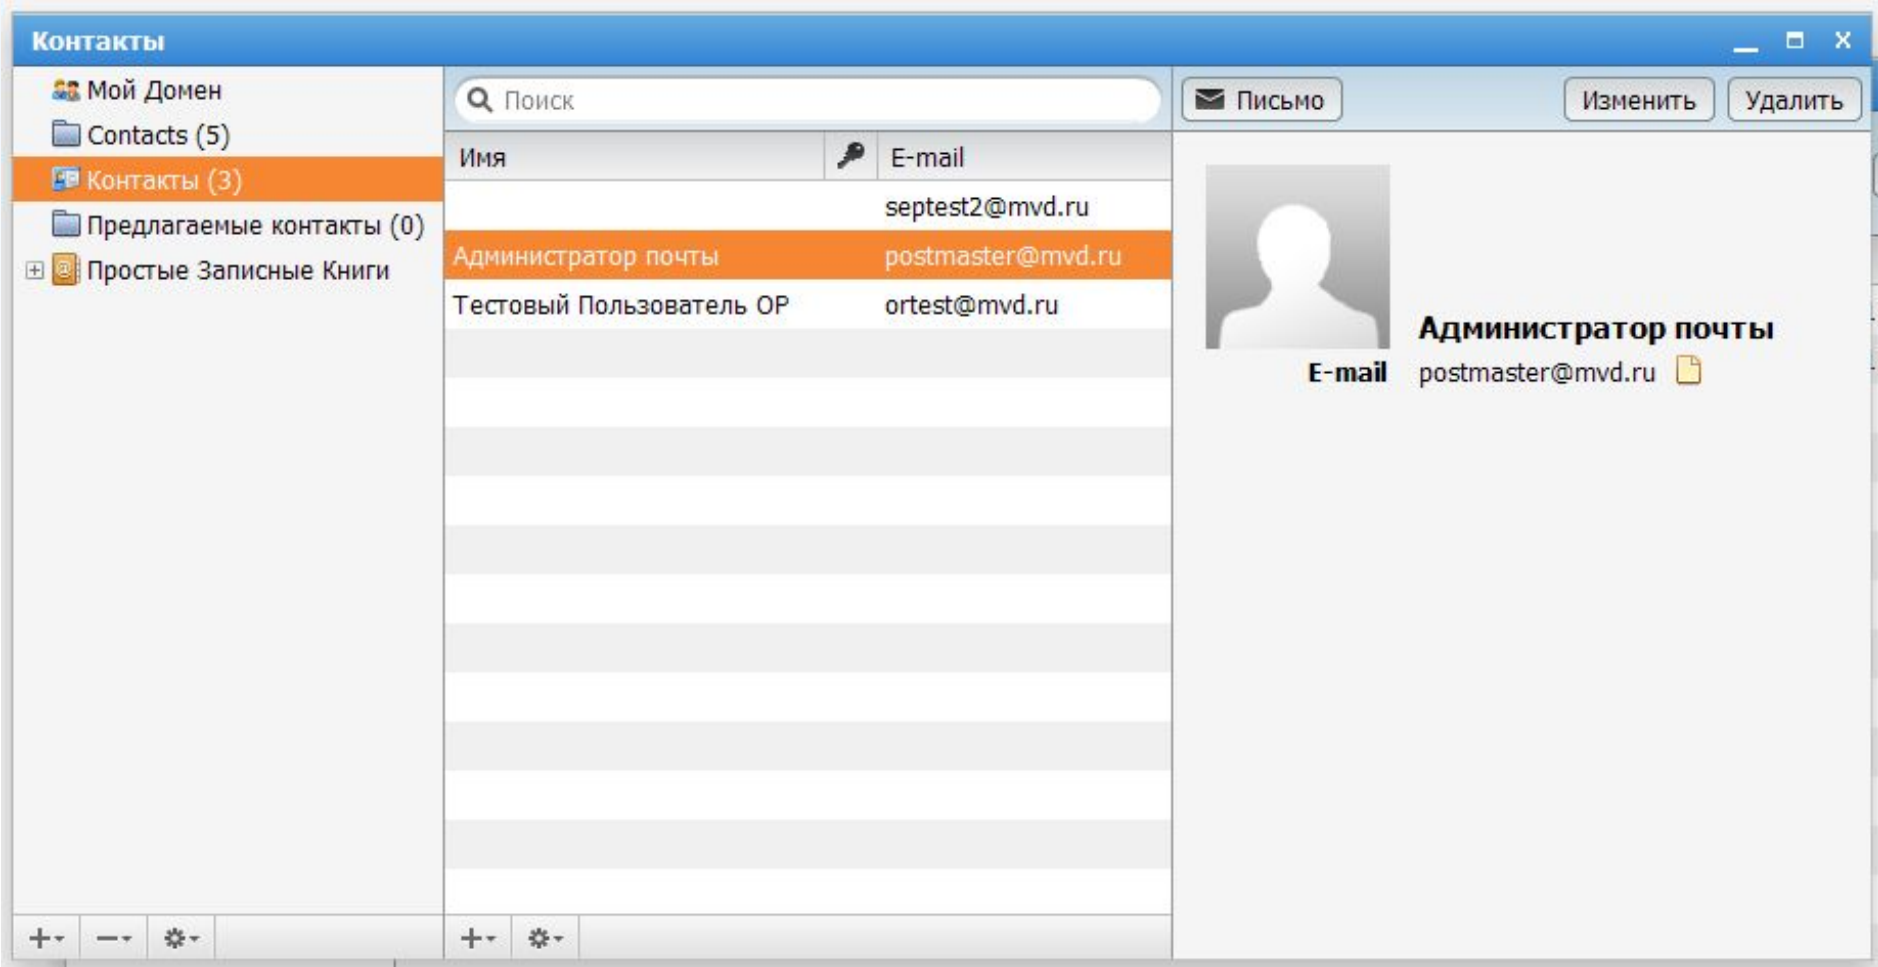 Контакты
Мой Домен
Contacts (5)
Контакты (3)
Предлагаемые контакты (0)
Простые Записные Книги
Поиск
Имя E-mail
septest2@mvd.ru
Администратор почты postmaster@mvd.ru
Тестовый Пользователь ОР ortest@mvd.ru
Письмо Изменить Удалить
Администратор почты
E-mail postmaster@mvd.ru